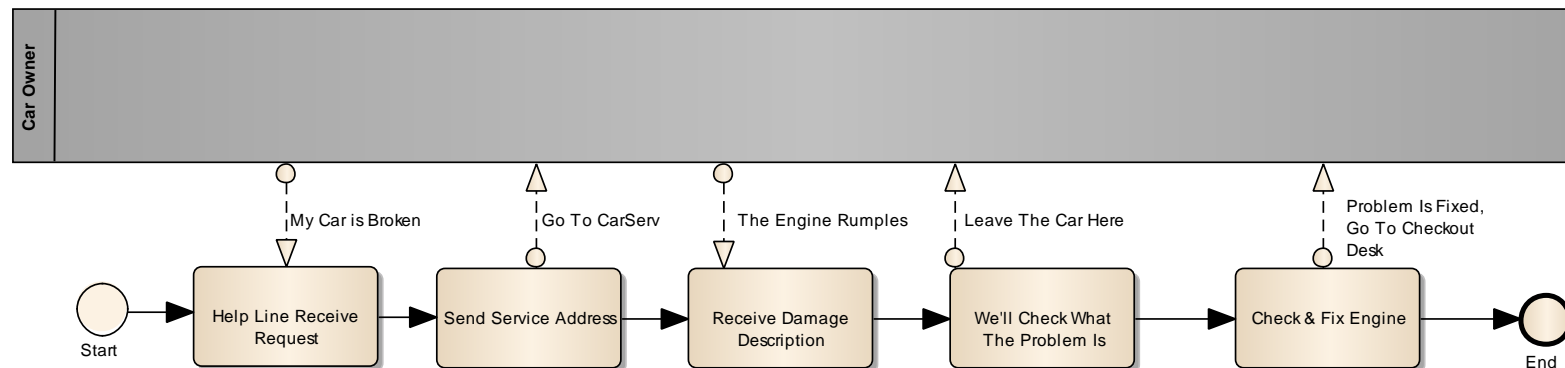 Car Owner
My Car is Broken
Go To CarServ
The Engine Rumples
Leave The Car Here
Problem Is Fixed,
Go To Checkout
Desk
Start
Help Line Receive
Request
Send Service Address
Receive Damage
Description
We'll Check What
The Problem Is
Check & Fix Engine
End